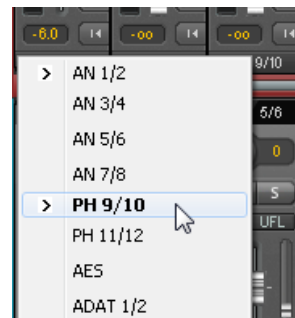 -6.0 -oo -oo
9/10
> AN 1/2
AN 3/4
5/6
AN 5/6
0
AN 7/8
> PH 9/10
S
PH 11/12
UFL
AES
ADAT 1/2